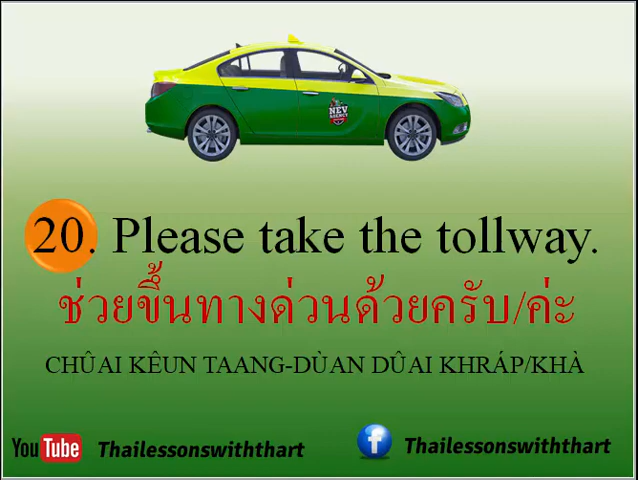 NEV
20. Please take the tollway.
ช่วยขึ้นทางด่วนด้วยครับ/ค่ะ
CHÛAI KÊUN TAANG-DÙAN DÛAI KHRÁP/KHÀ
YouTube Thailessonswiththart
f Thailessonswiththart